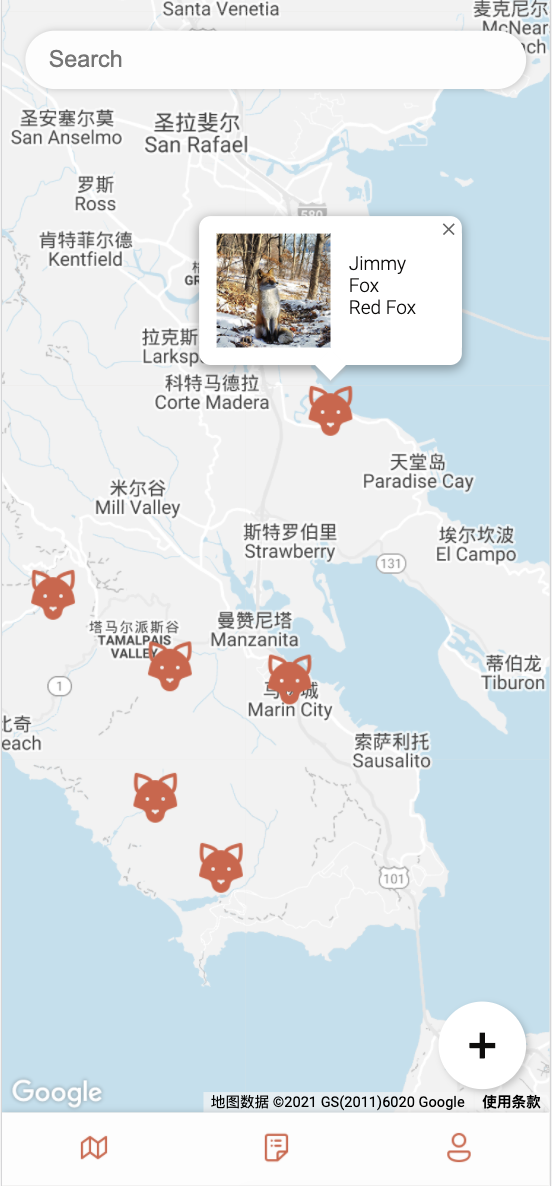 Santa Venetia
麦克尼尔
McNear
Search
圣安塞尔莫
San Anselmo
圣拉斐尔
San Rafael
罗斯
Ross
580
肯特菲尔德
Kentfield
Jimmy
Fox
Red Fox
拉克斯
Larksp
科特马德拉
Corte Madera
天堂岛
Paradise Cay
米尔谷
Mill Valley
斯特罗伯里
Strawberry
埃尔坎波
El Campo
131
塔马尔派斯谷
TAMALPAIS
VALLEY
曼赞尼塔
Manzanita
蒂伯龙
Tiburon
1
Marin City
比奇
each
索萨利托
Sausalito
101
+
Google
地图数据 ©2021 GS(2011)6020 Google 使用条款